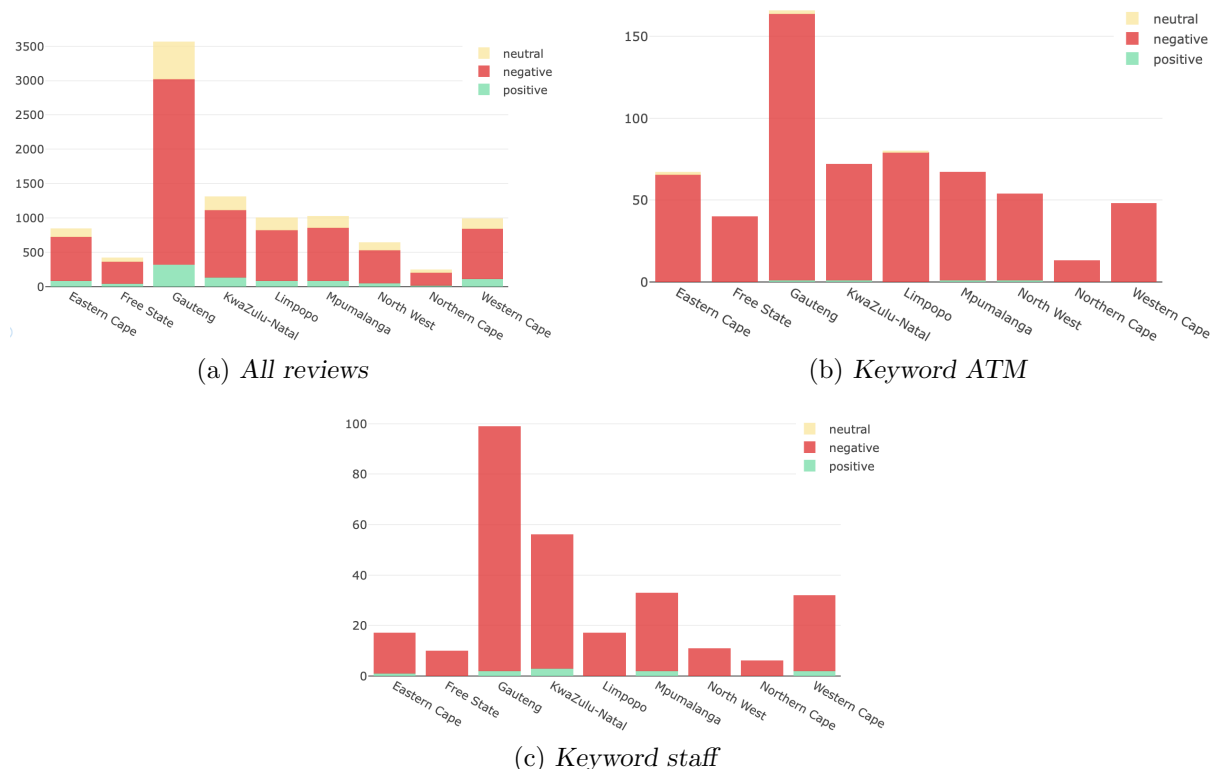 3500
3000
2500
2000
1500
1000
500
0
neutral
negative
positive
Eastern Cape
Free State
Gauteng
KwaZulu-Natal
Limpopo
Mpumalanga
North West
Northern Cape
Western Cape
)
(a) All reviews
150
100
50
0
neutral
negative
positive
Eastern Cape
Free State
Gauteng
KwaZulu-Natal
Limpopo
Mpumalanga
North West
Northern Cape
Western Cape
(b) Keyword ATM
100
80
60
40
20
0
neutral
negative
positive
Eastern Cape
Free State
Gauteng
KwaZulu-Natal
Limpopo
Mpumalanga
North West
Northern Cape
Western Cape
(c) Keyword staff